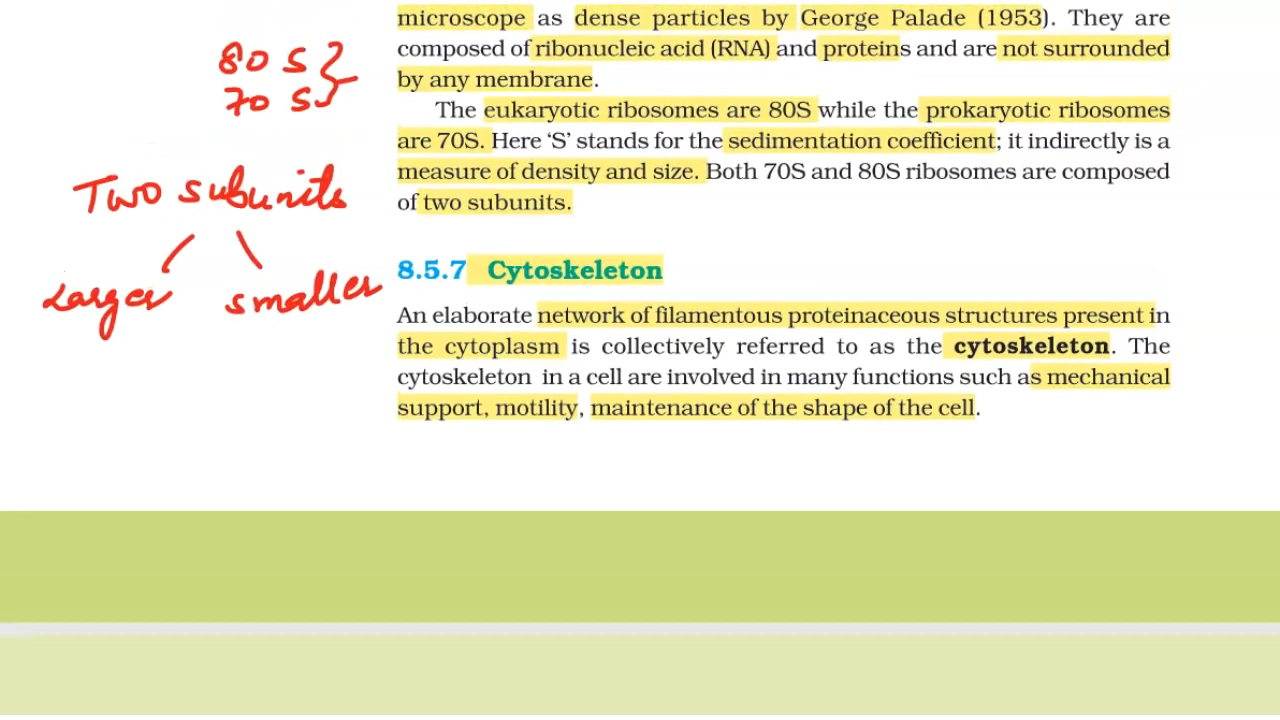 80 S
70 S
Two subunits
Larger smaller
microscope as dense particles by George Palade (1953). They are
composed of ribonucleic acid (RNA) and proteins and are not surrounded
by any membrane.
The eukaryotic ribosomes are 80S while the prokaryotic ribosomes
are 70S. Here ‘S’ stands for the sedimentation coefficient; it indirectly is a
measure of density and size. Both 70S and 80S ribosomes are composed
of two subunits.
8.5.7 Cytoskeleton
An elaborate network of filamentous proteinaceous structures present in
the cytoplasm is collectively referred to as the cytoskeleton. The
cytoskeleton in a cell are involved in many functions such as mechanical
support, motility, maintenance of the shape of the cell.